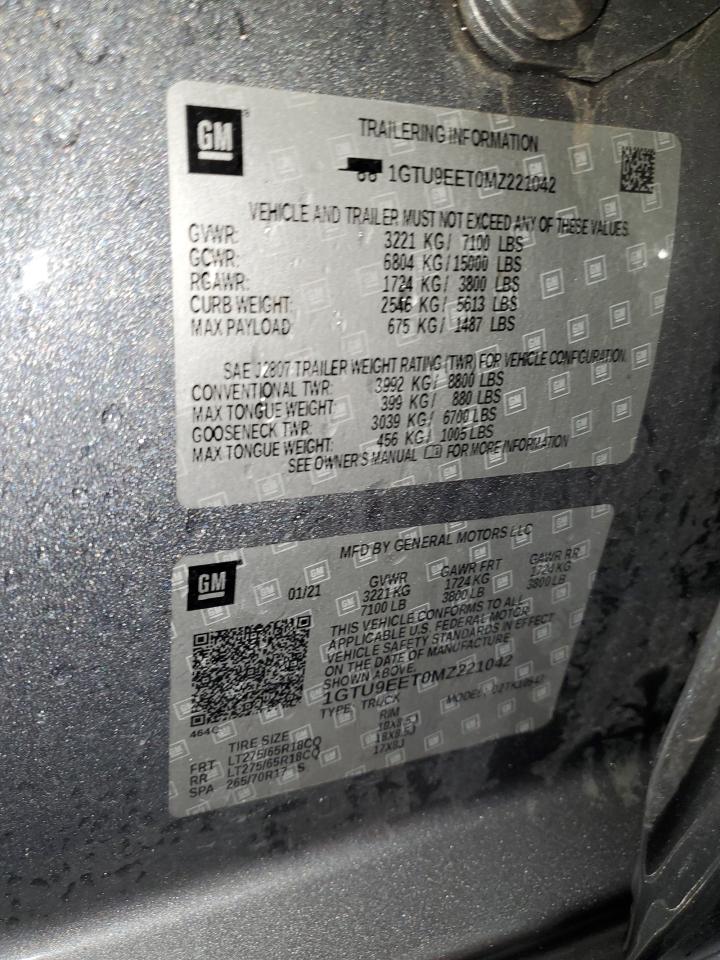 GM
TRAILERING INFORMATION
1GTU9EET0MZ221042
VEHICLE AND TRAILER MUST NOT EXCEED ANY OF THESE VALUES.
GVWR: 3221 KG/ 7100 LBS
GCWR: 6804 KG/15000 LBS
RGAWR: 1724 KG/ 3800 LBS
CURB WEIGHT: 2546 KG/ 5613 LBS
MAX PAYLOAD: 675 KG/ 1487 LBS
SAE J2807 TRAILER WEIGHT RATING (TWR) FOR VEHICLE CONFIGURATION.
CONVENTIONAL TWR: 3992 KG/ 8800 LBS
MAX TONGUE WEIGHT: 399 KG/ 880 LBS
GOOSENECK TWR: 3039 KG/ 6700 LBS
MAX TONGUE WEIGHT: 456 KG/ 1005 LBS
SEE OWNER'S MANUAL FOR MORE INFORMATION
GM
MFD BY GENERAL MOTORS LLC
01/21 GVWR GAWR FRT GAWR RR
3221 KG 1724 KG 1724 KG
7100 LB 3800 LB 3800 LB
THIS VEHICLE CONFORMS TO ALL
APPLICABLE U.S. FEDERAL MOTOR
VEHICLE SAFETY STANDARDS IN EFFECT
ON THE DATE OF MANUFACTURE
SHOWN ABOVE.
1GTU9EET0MZ221042
TYPE: TRUCK MODEL:
TIRE SIZE RIM
FRT LT275/65R18CQ 18X8.5J
RR LT275/65R18CQ 18X8.5J
SPA 265/70R17 S 17X8J